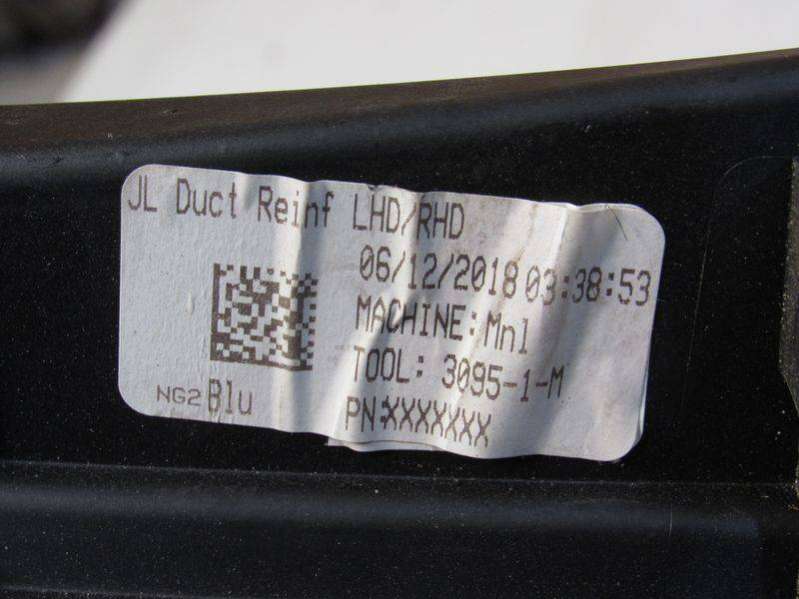 JL Duct Reinf LHD/RHD
06/12/2018 03:38:53
MACHINE: Mnl
TOOL: 3095-1-M
NG2 Blu
PN:XXXXXXX